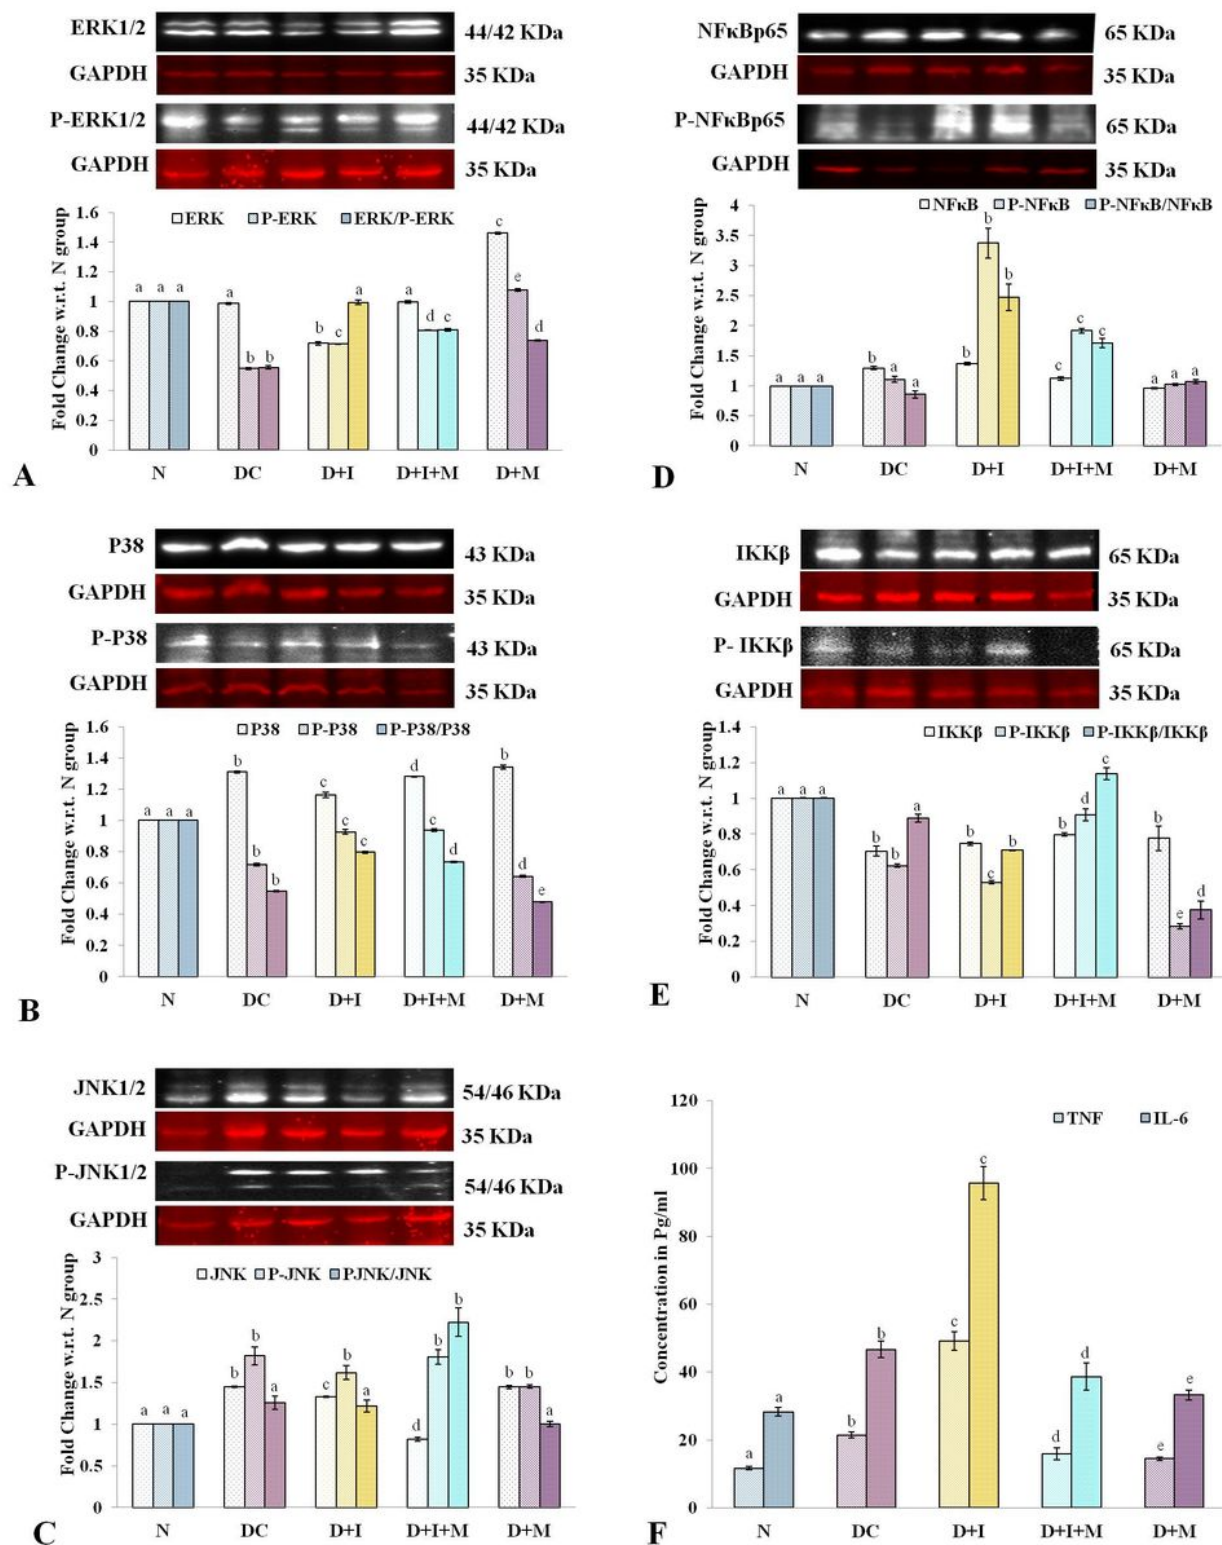 ERK1/2 44/42 KDa
GAPDH 35 KDa
P-ERK1/2 44/42 KDa
GAPDH 35 KDa
ERK P-ERK ERK/P-ERK
Fold Change w.r.t. N group
1.6
1.4
1.2
1
0.8
0.6
0.4
0.2
0
a a a
a b b
b c a
a d c
c e d
N DC D+I D+I+M D+M
A
P38 43 KDa
GAPDH 35 KDa
P-P38 43 KDa
GAPDH 35 KDa
P38 P-P38 P-P38/P38
Fold Change w.r.t. N group
1.6
1.4
1.2
1
0.8
0.6
0.4
0.2
0
a a a
b b b
c c c
d c d
b d e
N DC D+I D+I+M D+M
B
JNK1/2 54/46 KDa
GAPDH 35 KDa
P-JNK1/2 54/46 KDa
GAPDH 35 KDa
JNK P-JNK PJNK/JNK
Fold Change w.r.t. N group
3
2.5
2
1.5
1
0.5
0
a a a
b b a
c b a
d b b
b b a
N DC D+I D+I+M D+M
C
NFκBp65 65 KDa
GAPDH 35 KDa
P-NFκBp65 65 KDa
GAPDH 35 KDa
NFκB P-NFκB P-NFκB/NFκB
Fold Change w.r.t. N group
4
3.5
3
2.5
2
1.5
1
0.5
0
a a a
b a a
b b b
c c c
a a a
N DC D+I D+I+M D+M
D
IKKβ 65 KDa
GAPDH 35 KDa
P- IKKβ 65 KDa
GAPDH 35 KDa
IKKβ P-IKKβ P-IKKβ/IKKβ
Fold Change w.r.t. N group
1.4
1.2
1
0.8
0.6
0.4
0.2
0
a a a
b b a
b c b
b d c
b e d
N DC D+I D+I+M D+M
E
TNF IL-6
Concentration in Pg/ml
120
100
80
60
40
20
0
a a
b b
c c
d d
e e
N DC D+I D+I+M D+M
F